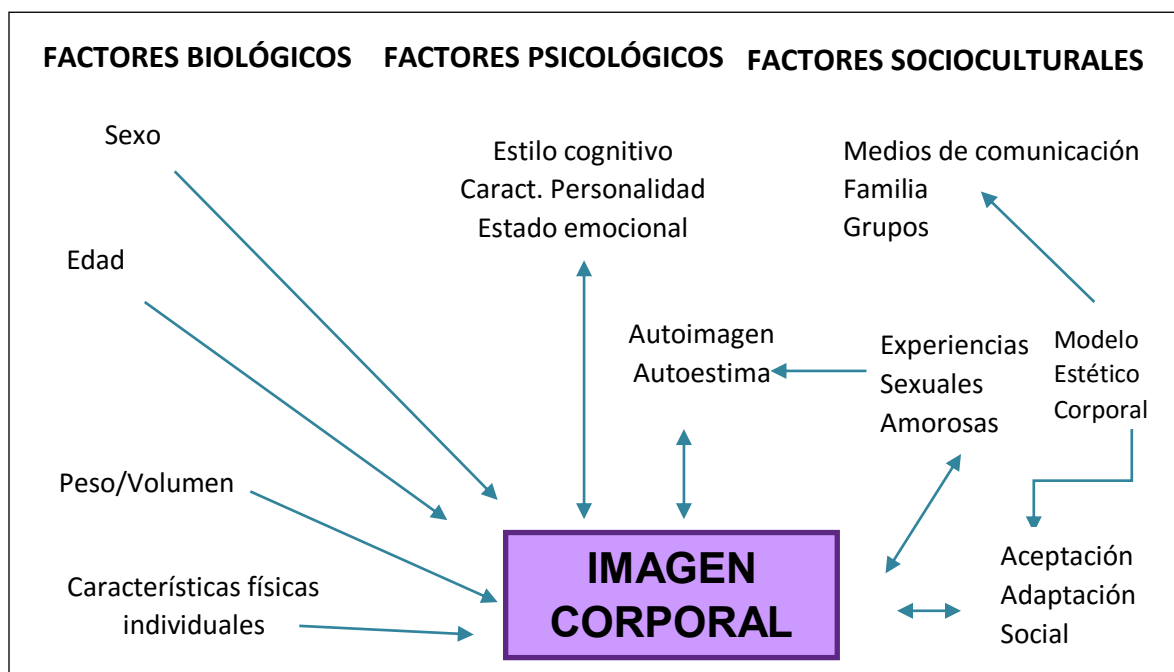 FACTORES BIOLÓGICOS
FACTORES PSICOLÓGICOS
FACTORES SOCIOCULTURALES
Sexo
Edad
Peso/Volumen
Características físicas
individuales
Estilo cognitivo
Caract. Personalidad
Estado emocional
Autoimagen
Autoestima
Medios de comunicación
Familia
Grupos
Experiencias
Sexuales
Amorosas
Modelo
Estético
Corporal
Aceptación
Adaptación
Social
IMAGEN
CORPORAL